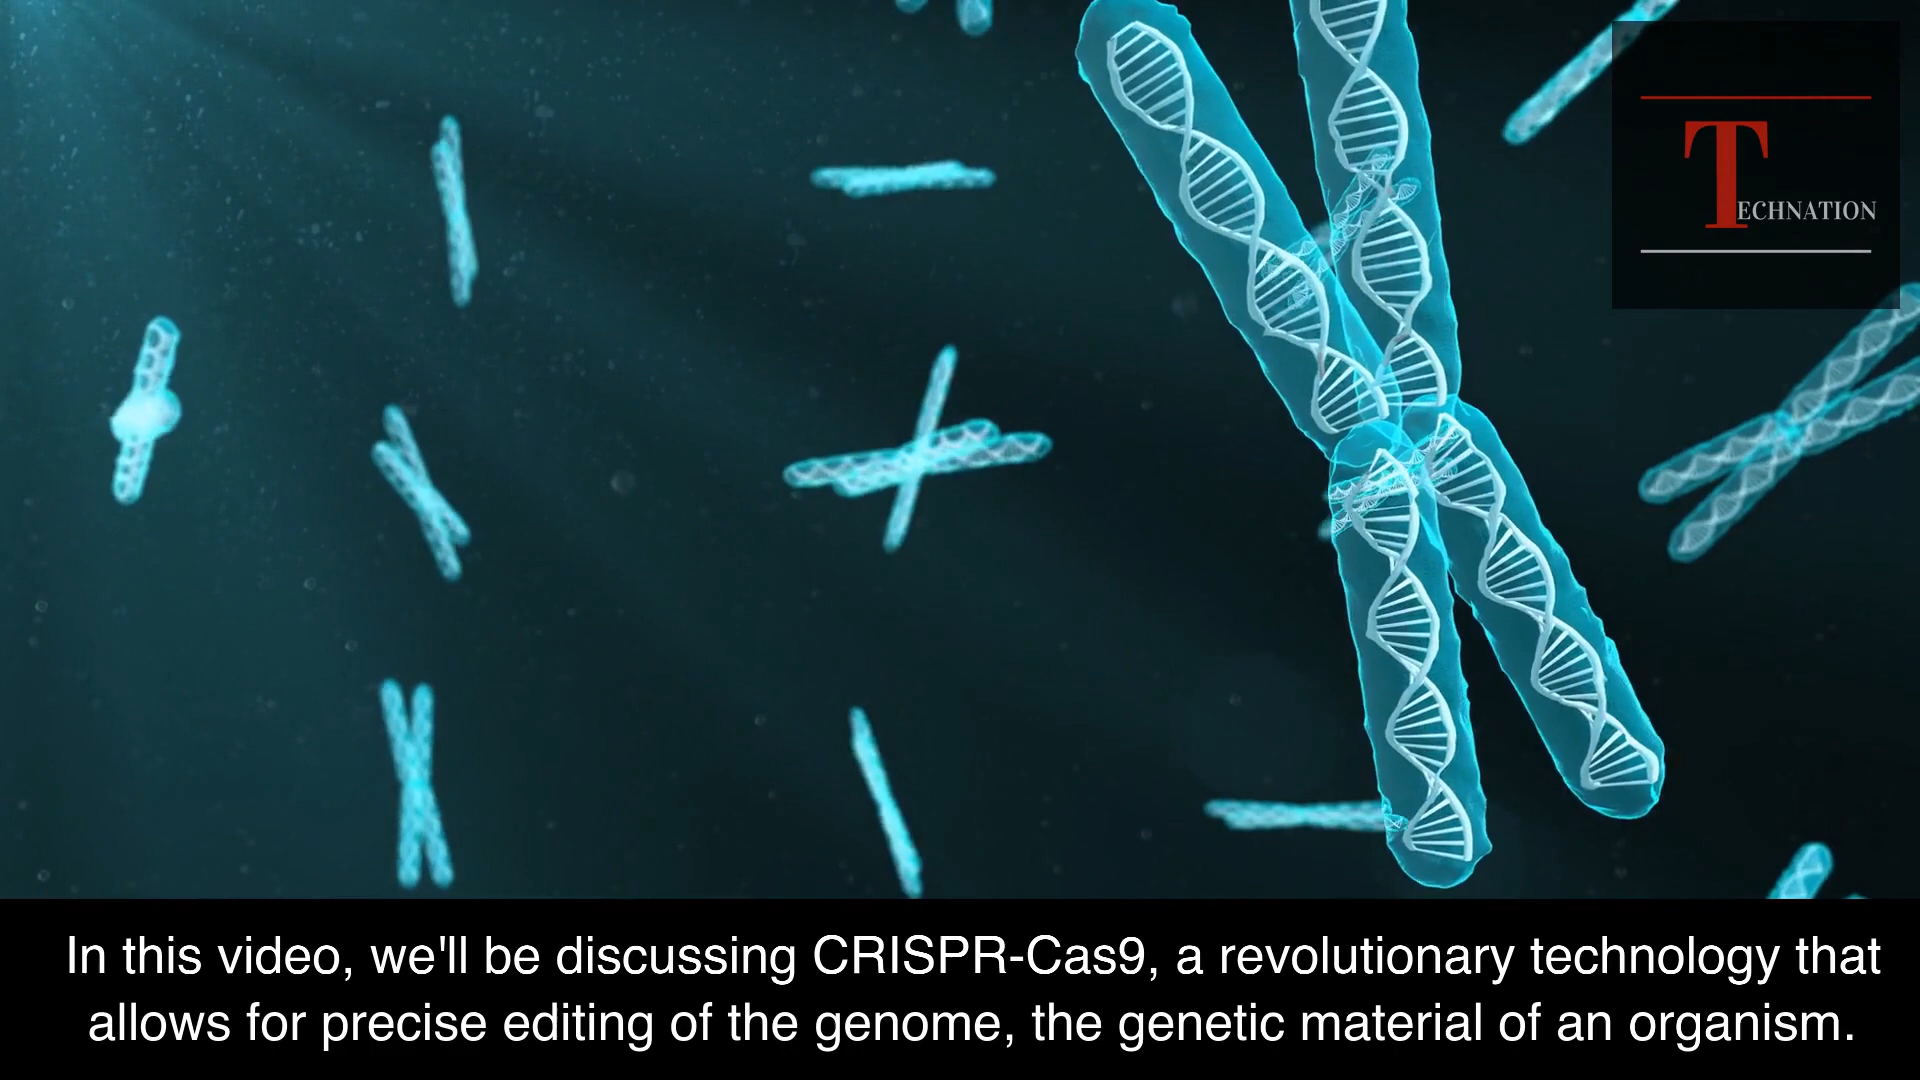 TECHNATION
In this video, we'll be discussing CRISPR-Cas9, a revolutionary technology that
allows for precise editing of the genome, the genetic material of an organism.